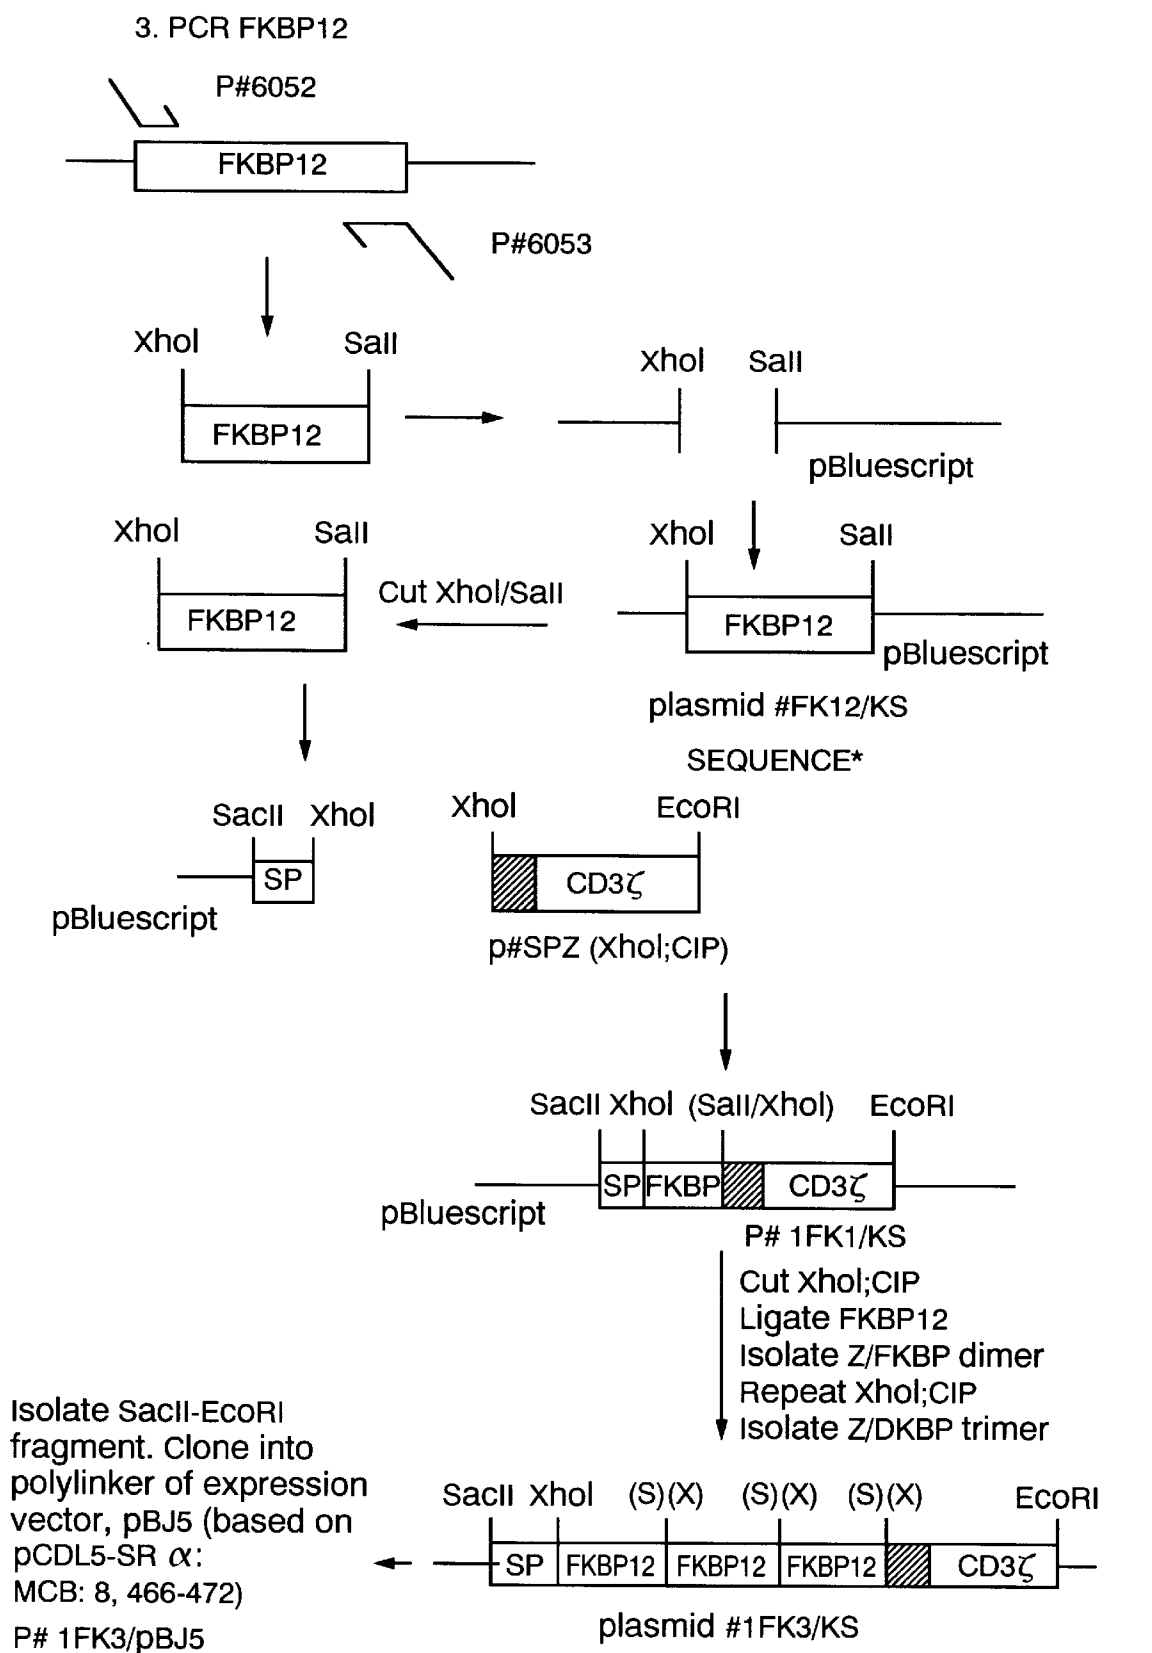 3. PCR FKBP12
P#6052
FKBP12
P#6053
XhoI SalI
FKBP12
XhoI SalI
pBluescript
XhoI SalI
FKBP12
Cut XhoI/SalI
XhoI SalI
FKBP12
pBluescript
plasmid #FK12/KS
SEQUENCE*
SacII XhoI
SP
pBluescript
XhoI EcoRI
CD3ζ
p#SPZ (XhoI;CIP)
SacII XhoI (SalI/XhoI) EcoRI
SP FKBP CD3ζ
pBluescript
P# 1FK1/KS
Cut XhoI;CIP
Ligate FKBP12
Isolate Z/FKBP dimer
Repeat XhoI;CIP
Isolate Z/DKBP trimer
SacII XhoI (S)(X) (S)(X) (S)(X) EcoRI
SP FKBP12 FKBP12 FKBP12 CD3ζ
plasmid #1FK3/KS
Isolate SacII-EcoRI
fragment. Clone into
polylinker of expression
vector, pBJ5 (based on
pCDL5-SR α:
MCB: 8, 466-472)
P# 1FK3/pBJ5